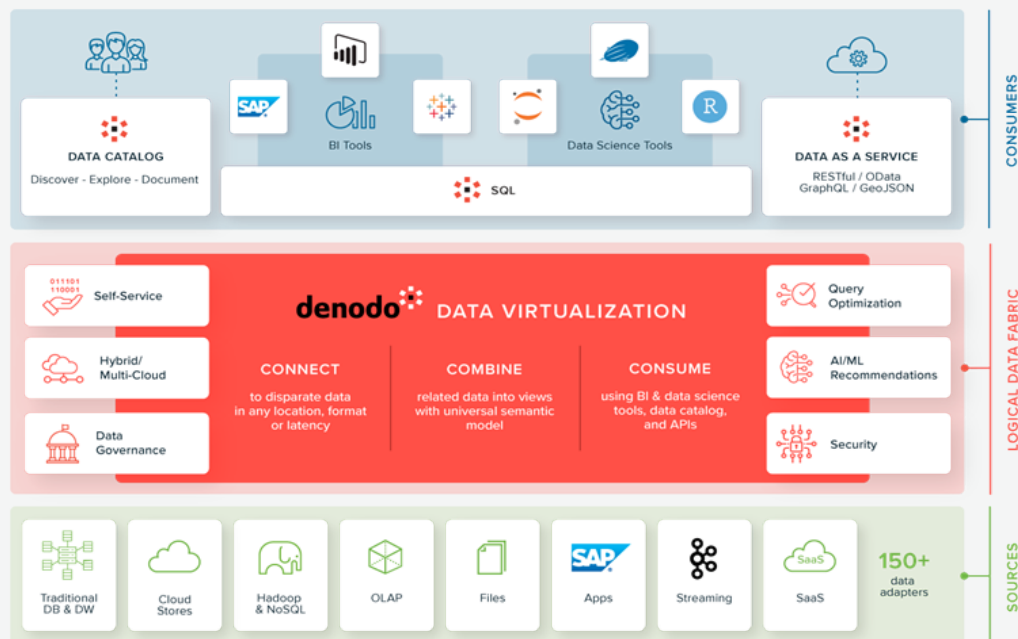 SAP
BI Tools
Data Science Tools
R
DATA CATALOG
Discover - Explore - Document
SQL
DATA AS A SERVICE
RESTful / OData
GraphQL / GeoJSON
CONSUMERS
011101
110001
Self-Service
Hybrid/
Multi-Cloud
Data
Governance
denodo DATA VIRTUALIZATION
CONNECT
to disparate data
in any location, format
or latency
COMBINE
related data into views
with universal semantic
model
CONSUME
using BI & data science
tools, data catalog,
and APIs
Query
Optimization
AI/ML
Recommendations
Security
LOGICAL DATA FABRIC
Traditional
DB & DW
Cloud
Stores
Hadoop
& NoSQL
OLAP
Files
SAP
Apps
Streaming
SaaS
SaaS
150+
data
adapters
SOURCES